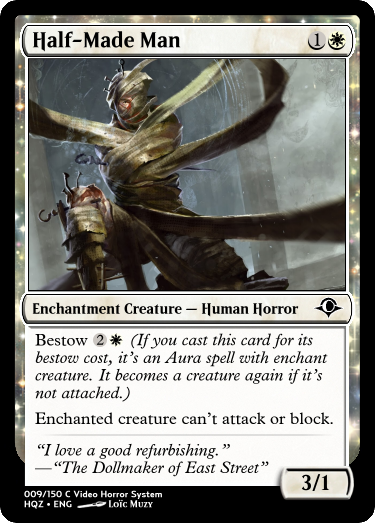 Half-Made Man 1
Enchantment Creature — Human Horror
Bestow 2 (If you cast this card for its
bestow cost, it's an Aura spell with enchant
creature. It becomes a creature again if it's
not attached.)
Enchanted creature can't attack or block.
"I love a good refurbishing."
—"The Dollmaker of East Street"
3/1
009/150 C Video Horror System
HQZ • ENG Loïc Muzy